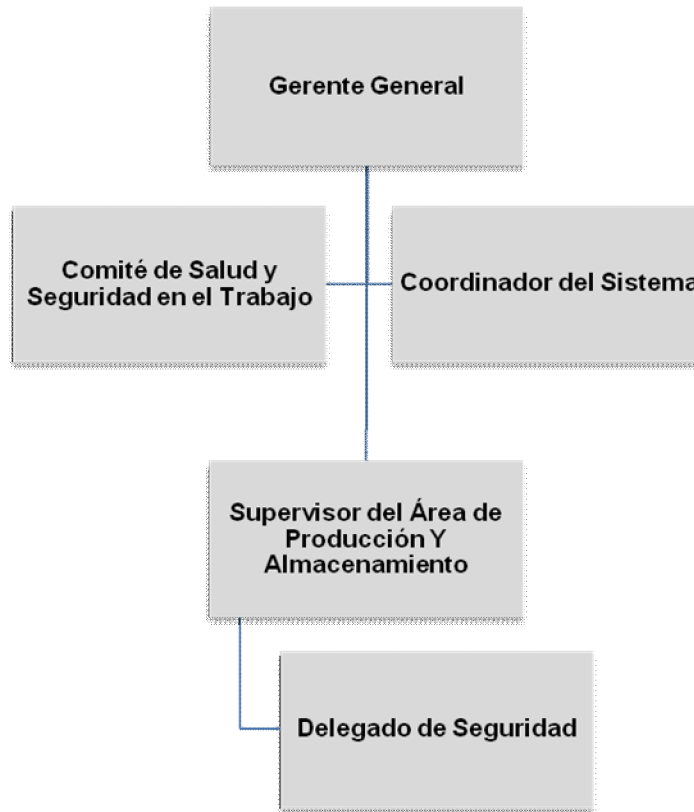 Gerente General
Comité de Salud y
Seguridad en el Trabajo
Coordinador del Sistema
Supervisor del Área de
Producción Y
Almacenamiento
Delegado de Seguridad